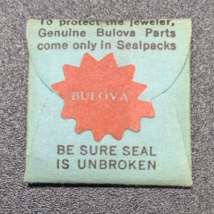 To protect the jeweler,
Genuine Bulova Parts
come only in Sealpacks
BULOVA
BE SURE SEAL
IS UNBROKEN